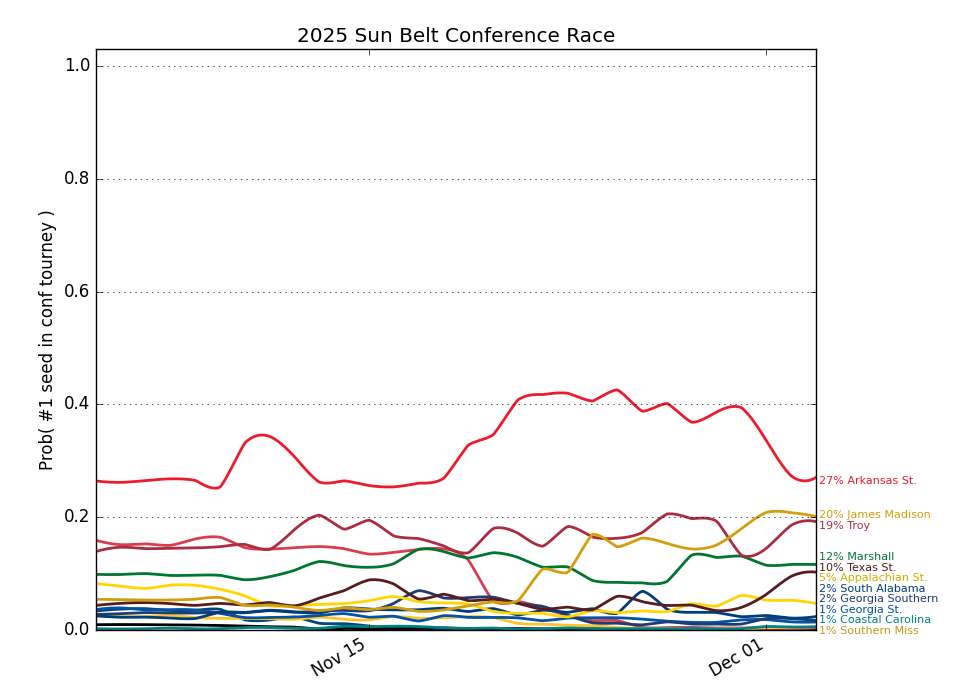 2025 Sun Belt Conference Race
Prob( #1 seed in conf tourney )
1.0
0.8
0.6
0.4
0.2
0.0
Nov 15
Dec 01
27% Arkansas St.
20% James Madison
19% Troy
12% Marshall
10% Texas St.
5% Appalachian St.
2% South Alabama
2% Georgia Southern
1% Georgia St.
1% Coastal Carolina
1% Southern Miss